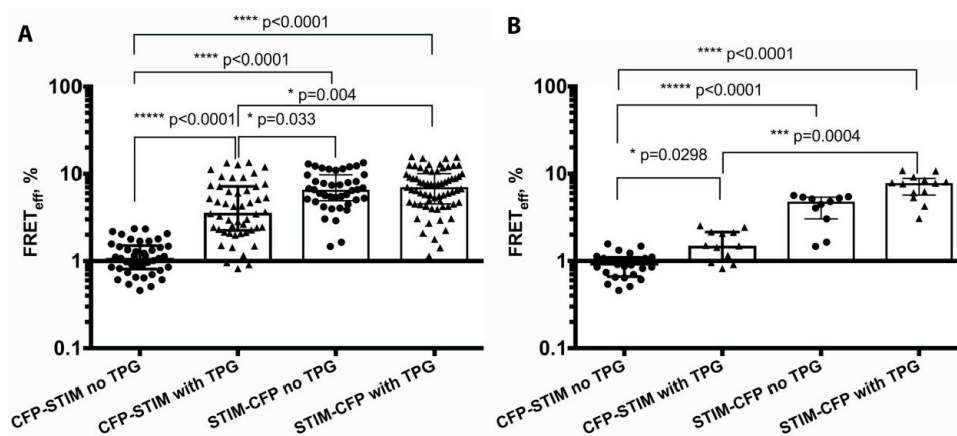 A
**** p<0.0001
**** p<0.0001
* p=0.004
***** p<0.0001
* p=0.033
FRETeff, %
100
10
1
0.1
CFP-STIM no TPG
CFP-STIM with TPG
STIM-CFP no TPG
STIM-CFP with TPG
B
**** p<0.0001
***** p<0.0001
*** p=0.0004
* p=0.0298
FRETeff, %
100
10
1
0.1
CFP-STIM no TPG
CFP-STIM with TPG
STIM-CFP no TPG
STIM-CFP with TPG